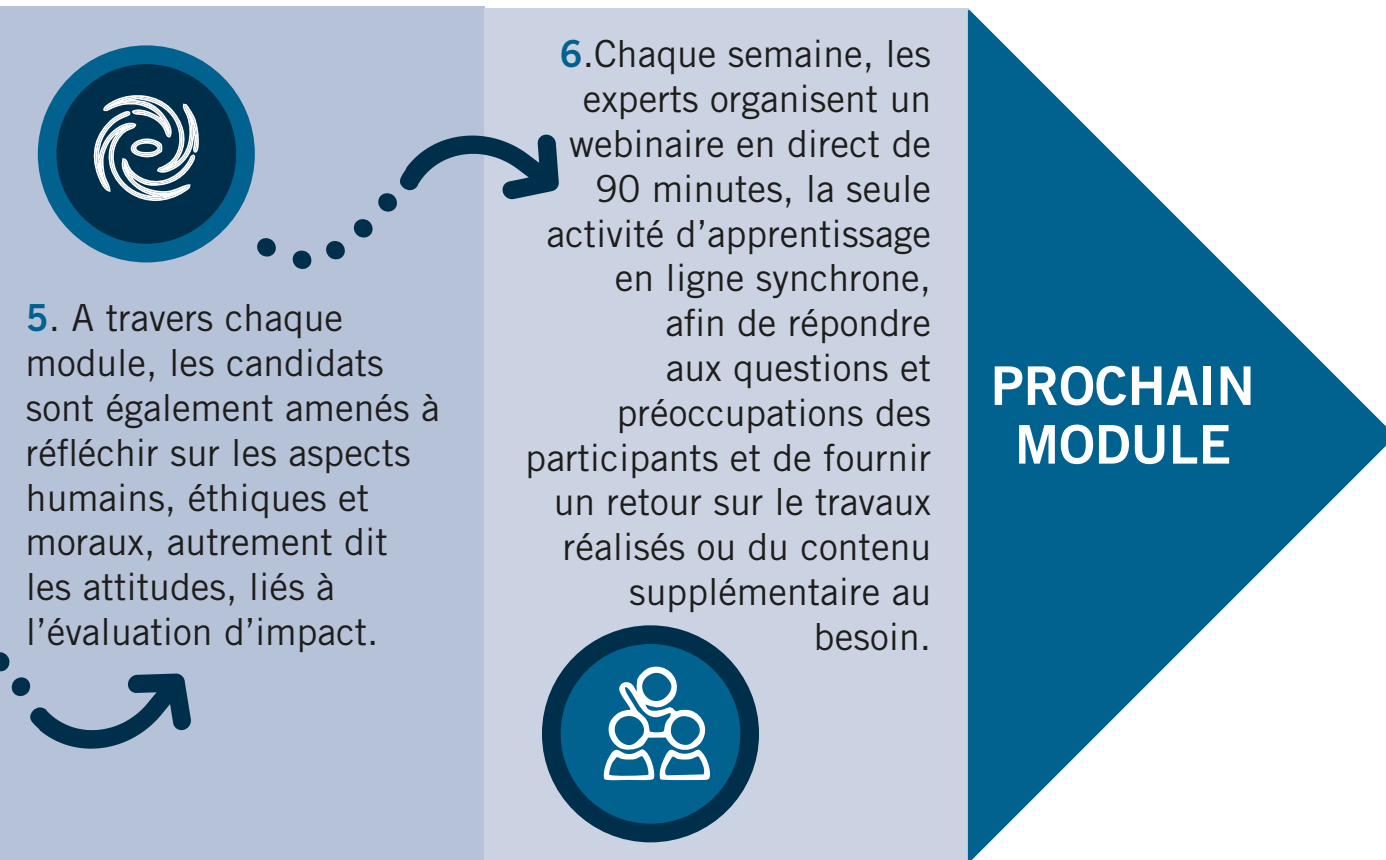 5. A travers chaque
module, les candidats
sont également amenés à
réfléchir sur les aspects
humains, éthiques et
moraux, autrement dit
les attitudes, liés à
l’évaluation d’impact.
6.Chaque semaine, les
experts organisent un
webinaire en direct de
90 minutes, la seule
activité d’apprentissage
en ligne synchrone,
afin de répondre
aux questions et
préoccupations des
participants et de fournir
un retour sur le travaux
réalisés ou du contenu
supplémentaire au
besoin.
PROCHAIN
MODULE